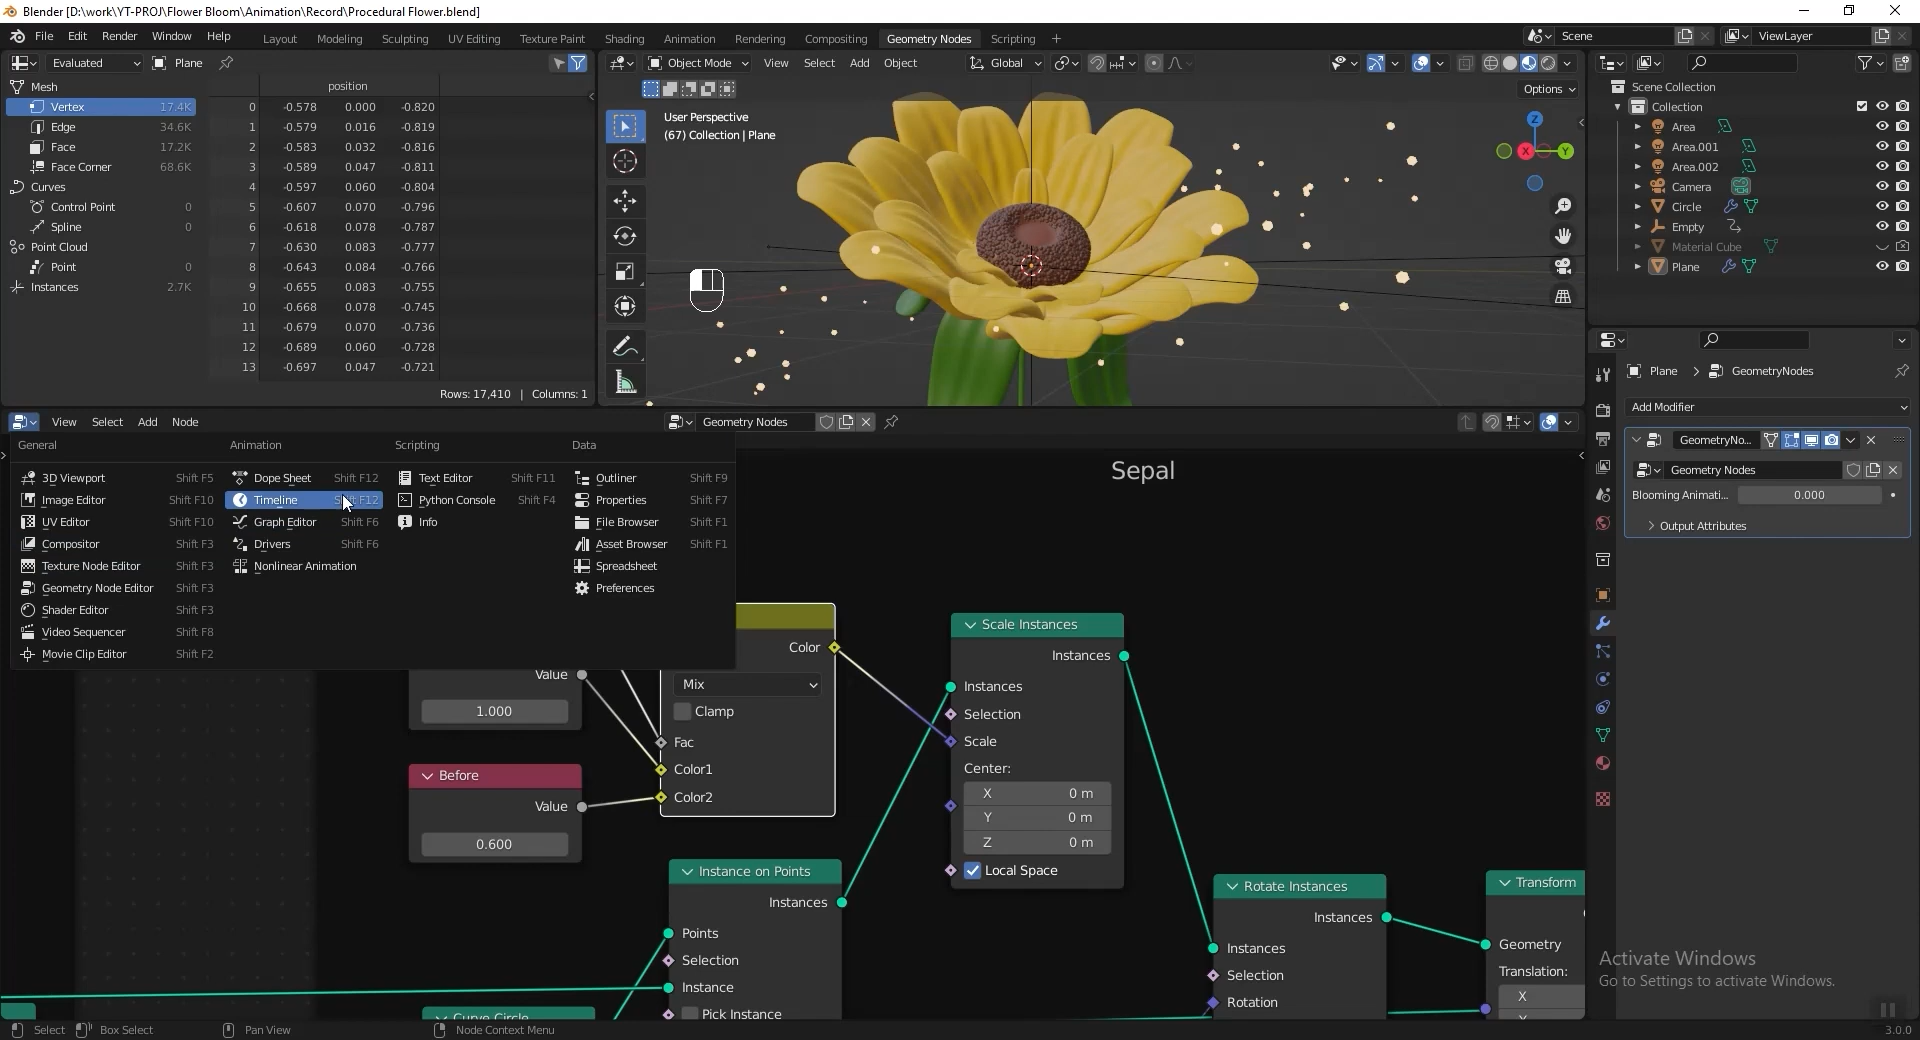 Blender [D:\work\YT-PROJ\Flower Bloom\Animation\Record\Procedural Flower.blend]
File Edit Render Window Help Layout Modeling Sculpting UV Editing Texture Paint Shading Animation Rendering Compositing Geometry Nodes Scripting + Scene ViewLayer
Evaluated Plane
Mesh position
Vertex 17.4K
Edge 34.6K
Face 17.2K
Face Corner 68.6K
Curves
Control Point 0
Spline 0
Point Cloud
Point 0
Instances 2.7K
0 -0.578 0.000 -0.820
1 -0.579 0.016 -0.819
2 -0.583 0.032 -0.816
3 -0.589 0.047 -0.811
4 -0.597 0.060 -0.804
5 -0.607 0.070 -0.796
6 -0.618 0.078 -0.787
7 -0.630 0.083 -0.777
8 -0.643 0.084 -0.766
9 -0.655 0.083 -0.755
10 -0.668 0.078 -0.745
11 -0.679 0.070 -0.736
12 -0.689 0.060 -0.728
13 -0.697 0.047 -0.721
Rows: 17,410 | Columns: 1
Object Mode View Select Add Object Global
Options
User Perspective
(67) Collection | Plane
Z
X
Y
Scene Collection
Collection
Area
Area.001
Area.002
Camera
Circle
Empty
Material Cube
Plane
Plane > GeometryNodes
Add Modifier
GeometryNo...
Geometry Nodes
Blooming Animati... 0.000
Output Attributes
View Select Add Node Geometry Nodes
General
3D Viewport Shift F5
Image Editor Shift F10
UV Editor Shift F10
Compositor Shift F3
Texture Node Editor Shift F3
Geometry Node Editor Shift F3
Shader Editor Shift F3
Video Sequencer Shift F8
Movie Clip Editor Shift F2
Animation
Dope Sheet Shift F12
Timeline
Graph Editor Shift F6
Drivers Shift F6
Nonlinear Animation
Scripting
Text Editor Shift F11
Python Console Shift F4
Info
Data
Outliner Shift F9
Properties Shift F7
File Browser Shift F1
Asset Browser Shift F1
Spreadsheet
Preferences
Sepal
Value
1.000
Before
Value
0.600
Color
Mix
Clamp
Fac
Color1
Color2
Instance on Points
Instances
Points
Selection
Instance
Pick Instance
Curve Circle
Scale Instances
Instances
Instances
Selection
Scale
Center:
X 0 m
Y 0 m
Z 0 m
Local Space
Rotate Instances
Instances
Instances
Selection
Rotation
Transform
Geometry
Translation:
X
Activate Windows
Go to Settings to activate Windows.
Select Box Select Pan View Node Context Menu 3.0.0